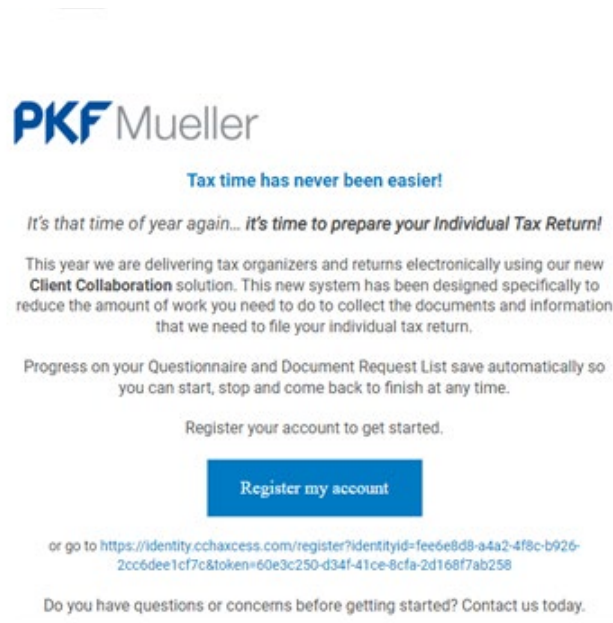 PKF Mueller
Tax time has never been easier!
It's that time of year again... it's time to prepare your Individual Tax Return!
This year we are delivering tax organizers and returns electronically using our new
Client Collaboration solution. This new system has been designed specifically to
reduce the amount of work you need to do to collect the documents and information
that we need to file your individual tax return.
Progress on your Questionnaire and Document Request List save automatically so
you can start, stop and come back to finish at any time.
Register your account to get started.
Register my account
or go to https://identity.cchaxcess.com/register?identityid=fee6e8d8-a4a2-4f8c-b926-
2cc6dee1cf7c&token=60e3c250-d34f-41ce-8cfa-2d168f7ab258
Do you have questions or concerns before getting started? Contact us today.